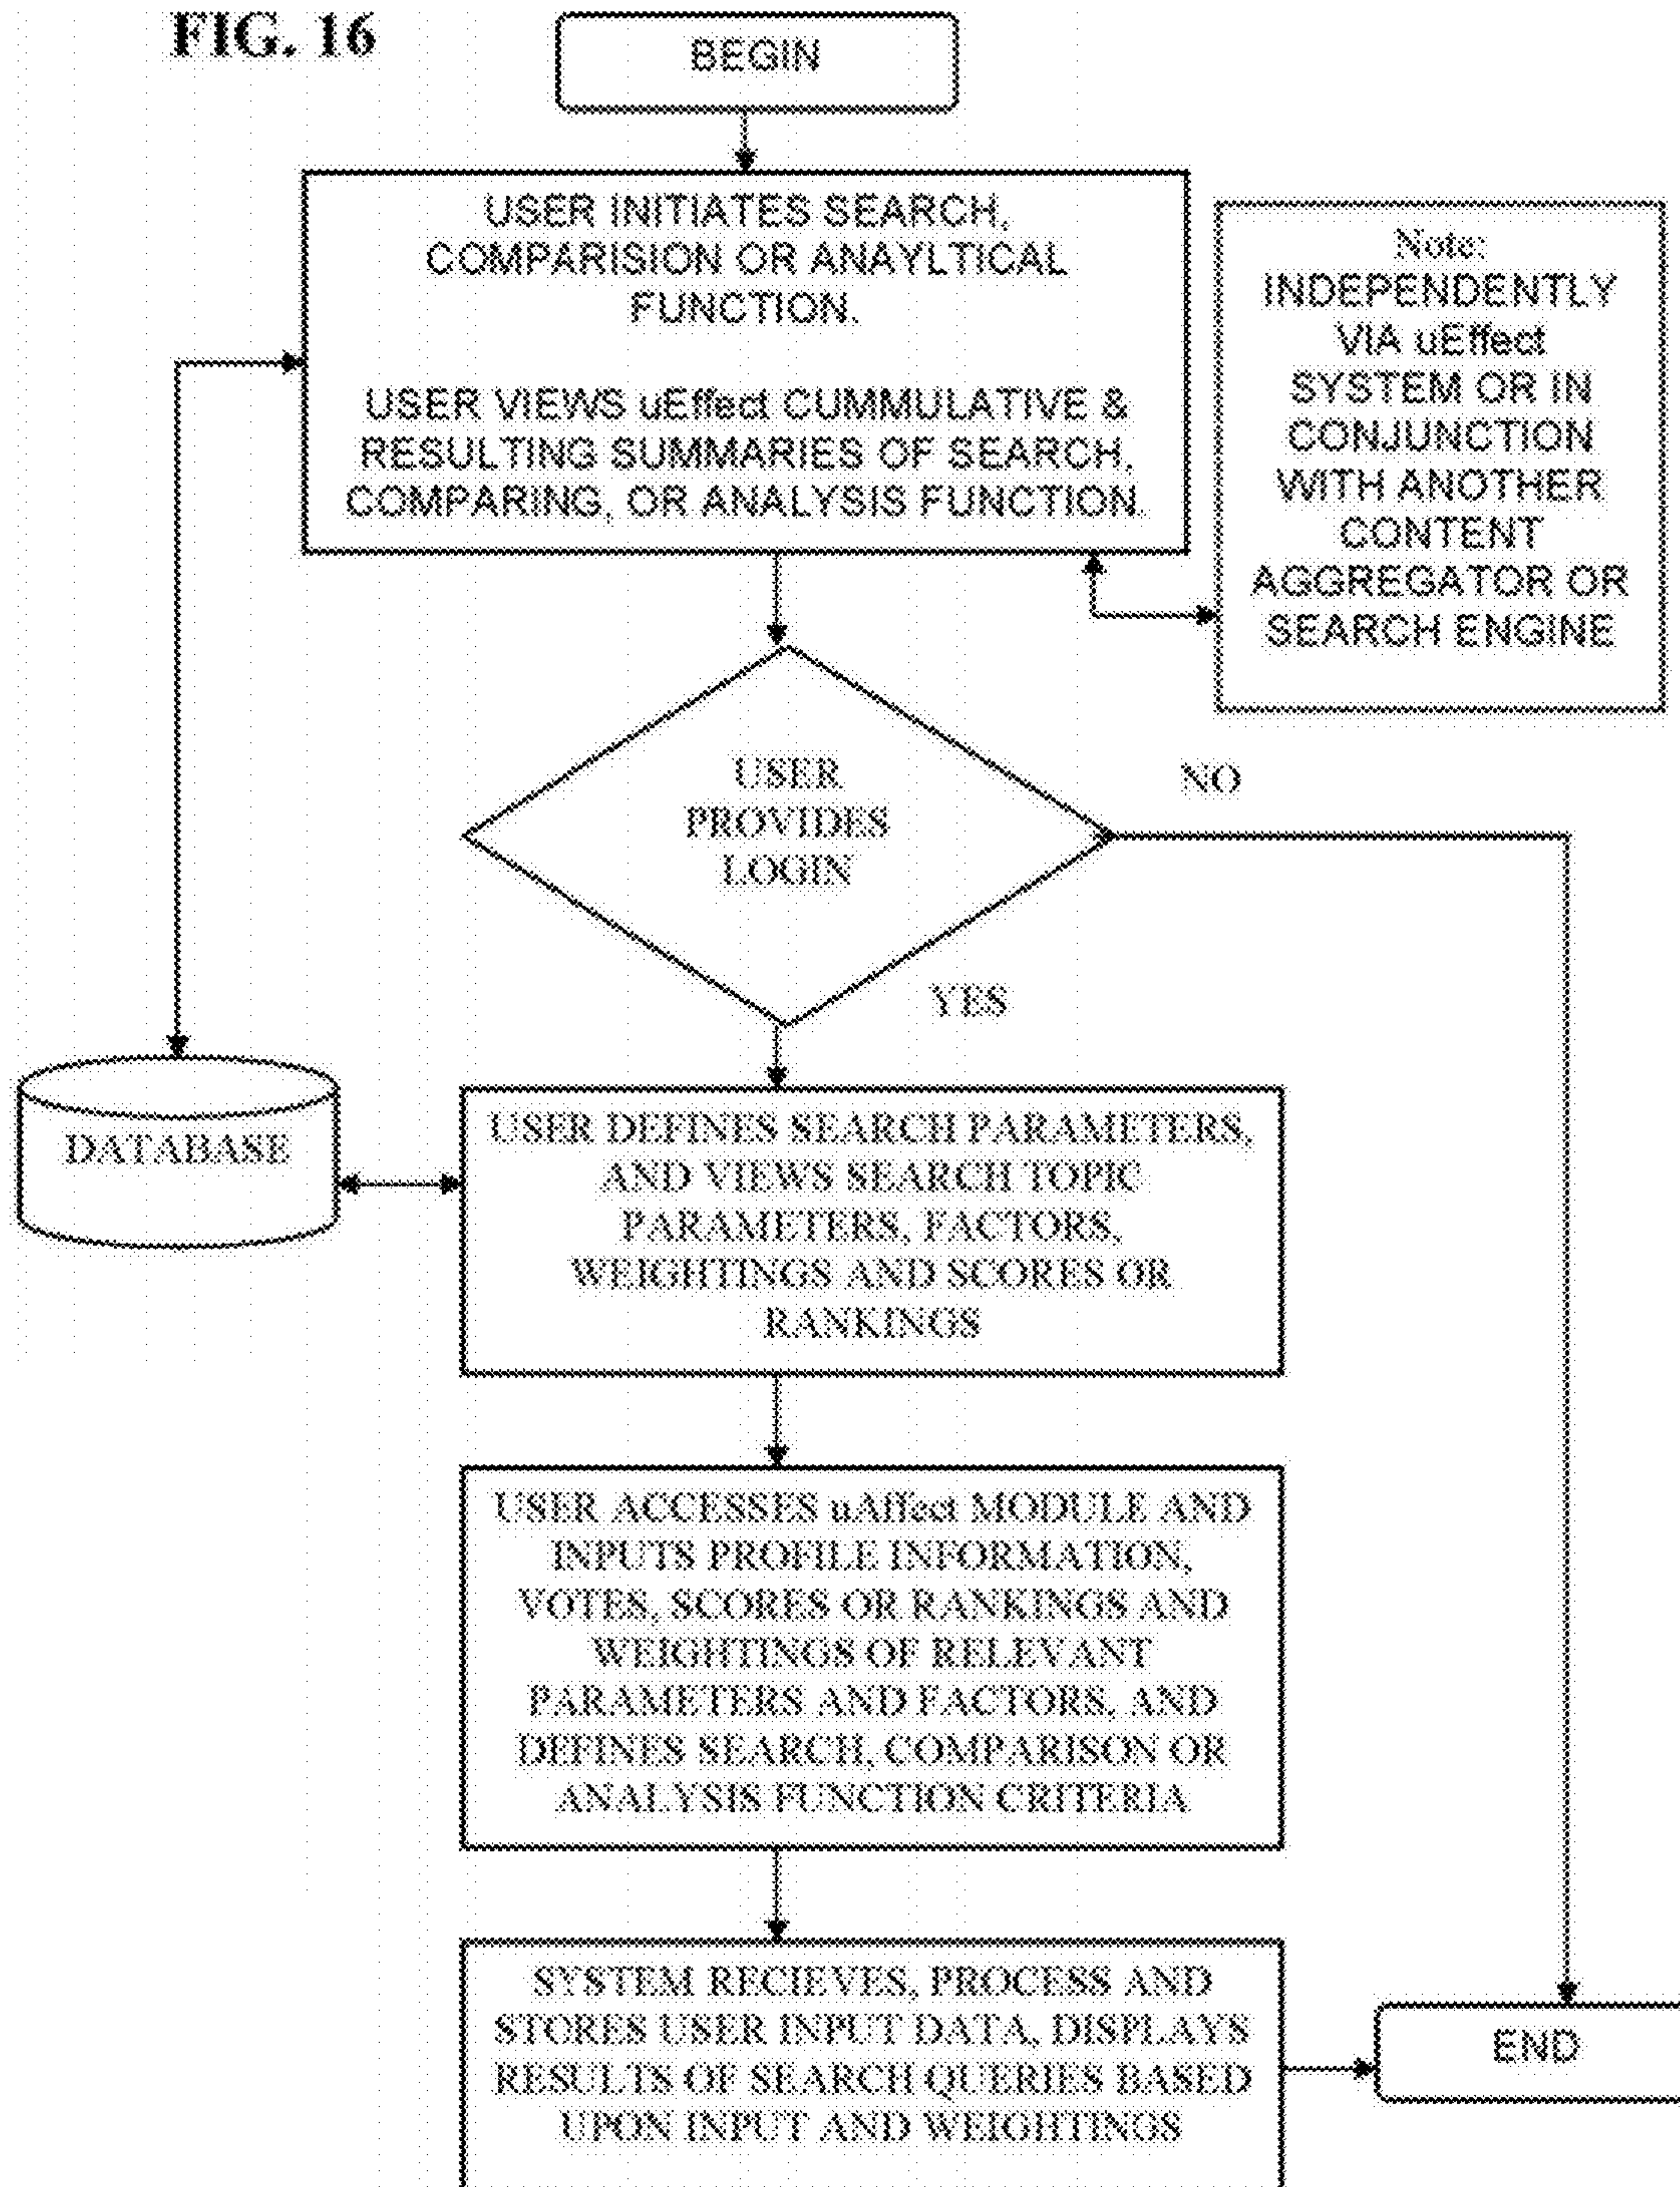 FIG. 16
BEGIN
USER INITIATES SEARCH,
COMPARISION OR ANAYLTICAL
FUNCTION.
USER VIEWS uEffect CUMMULATIVE &
RESULTING SUMMARIES OF SEARCH,
COMPARING, OR ANALYSIS FUNCTION.
Note:
INDEPENDENTLY
VIA uEffect
SYSTEM OR IN
CONJUNCTION
WITH ANOTHER
CONTENT
AGGREGATOR OR
SEARCH ENGINE
USER
PROVIDES
LOGIN
NO
YES
DATABASE
USER DEFINES SEARCH PARAMETERS,
AND VIEWS SEARCH TOPIC
PARAMETERS, FACTORS,
WEIGHTINGS AND SCORES OR
RANKINGS
USER ACCESSES uAffect MODULE AND
INPUTS PROFILE INFORMATION,
VOTES, SCORES OR RANKINGS AND
WEIGHTINGS OF RELEVANT
PARAMETERS AND FACTORS, AND
DEFINES SEARCH, COMPARISON OR
ANALYSIS FUNCTION CRITERIA
SYSTEM RECIEVES, PROCESS AND
STORES USER INPUT DATA, DISPLAYS
RESULTS OF SEARCH QUERIES BASED
UPON INPUT AND WEIGHTINGS
END